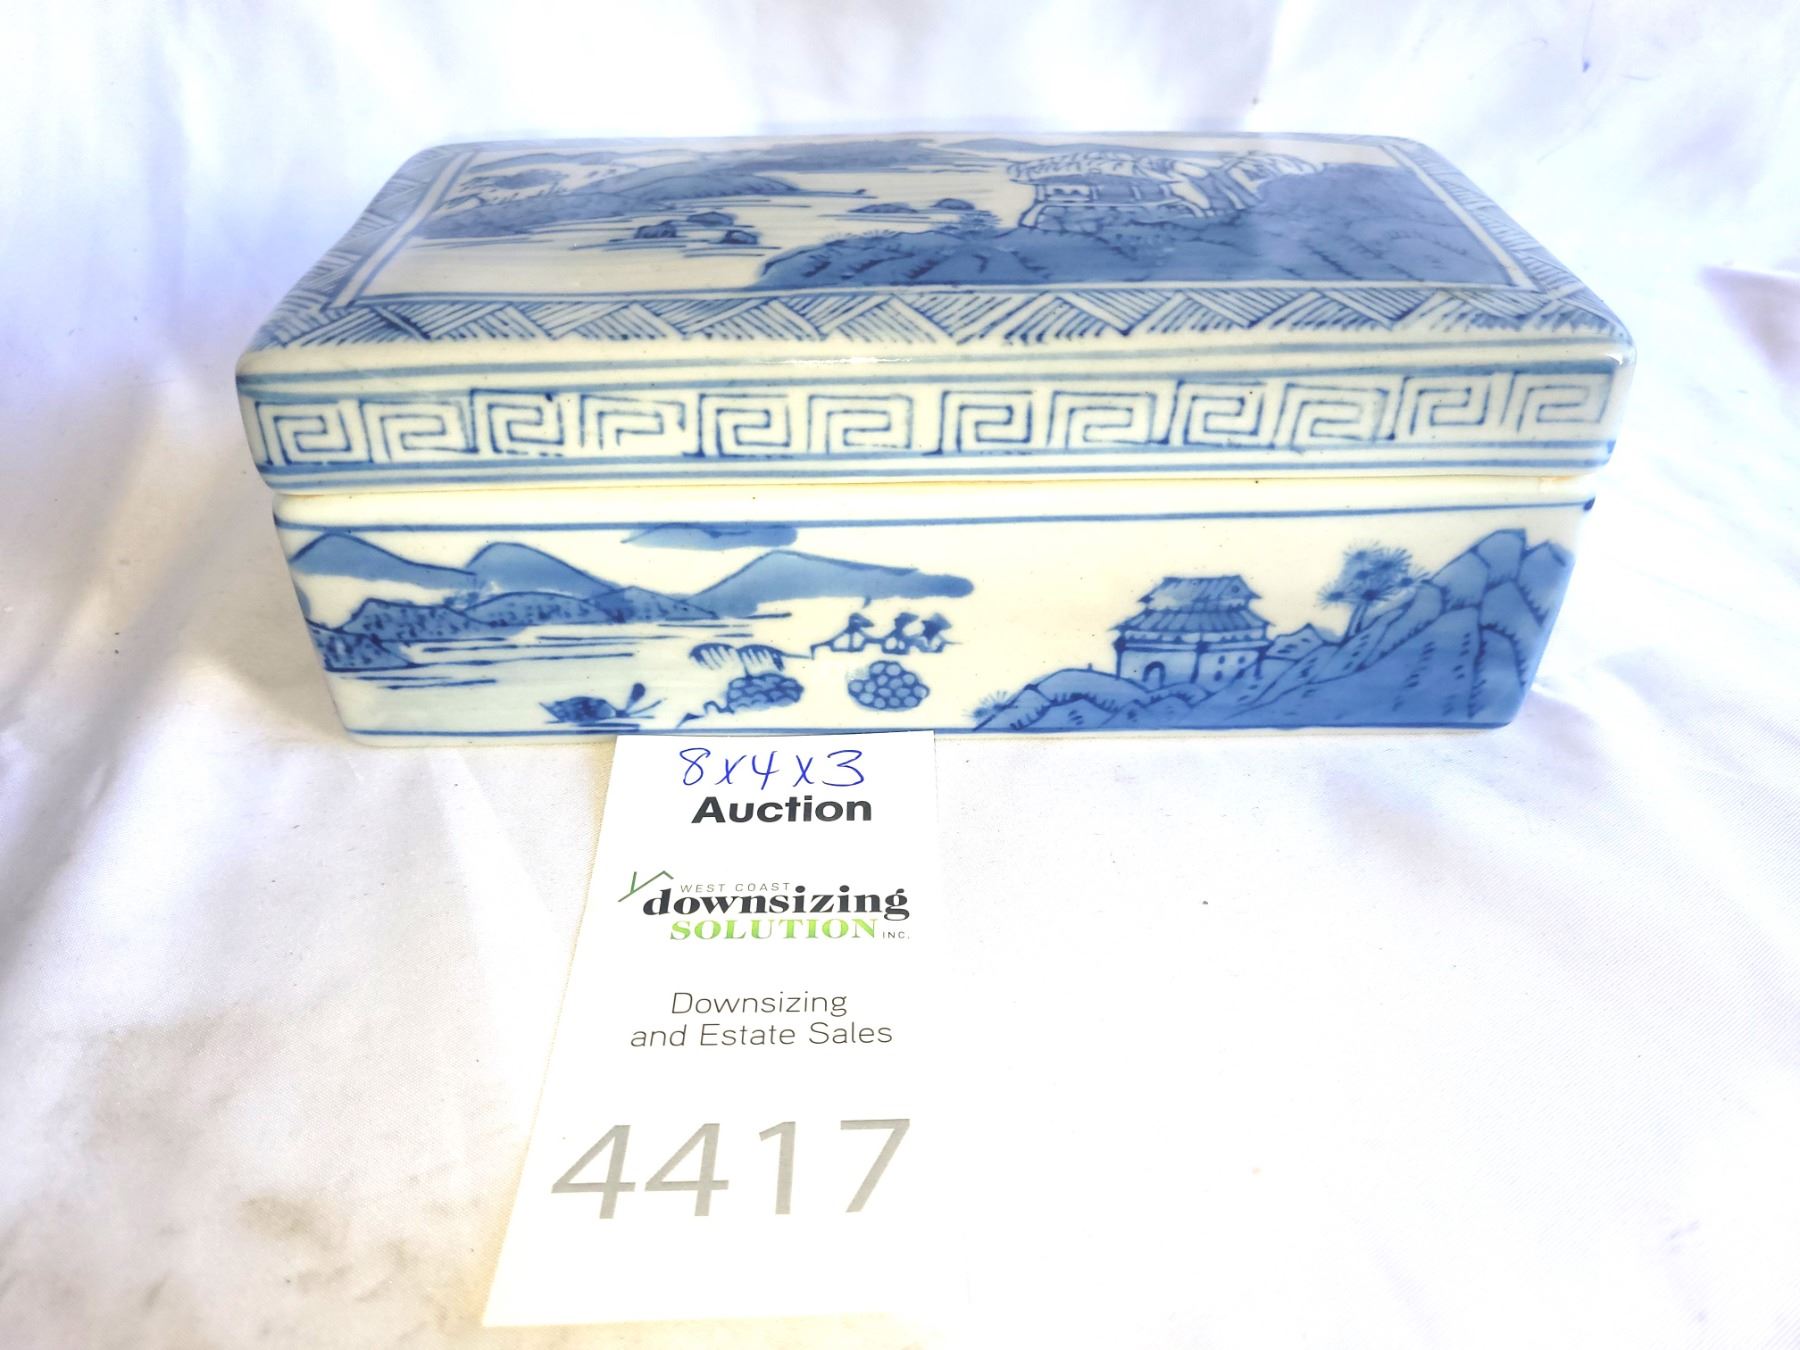 8x4x3
Auction
WEST COAST
downsizing
SOLUTION INC.
Downsizing
and Estate Sales
4417